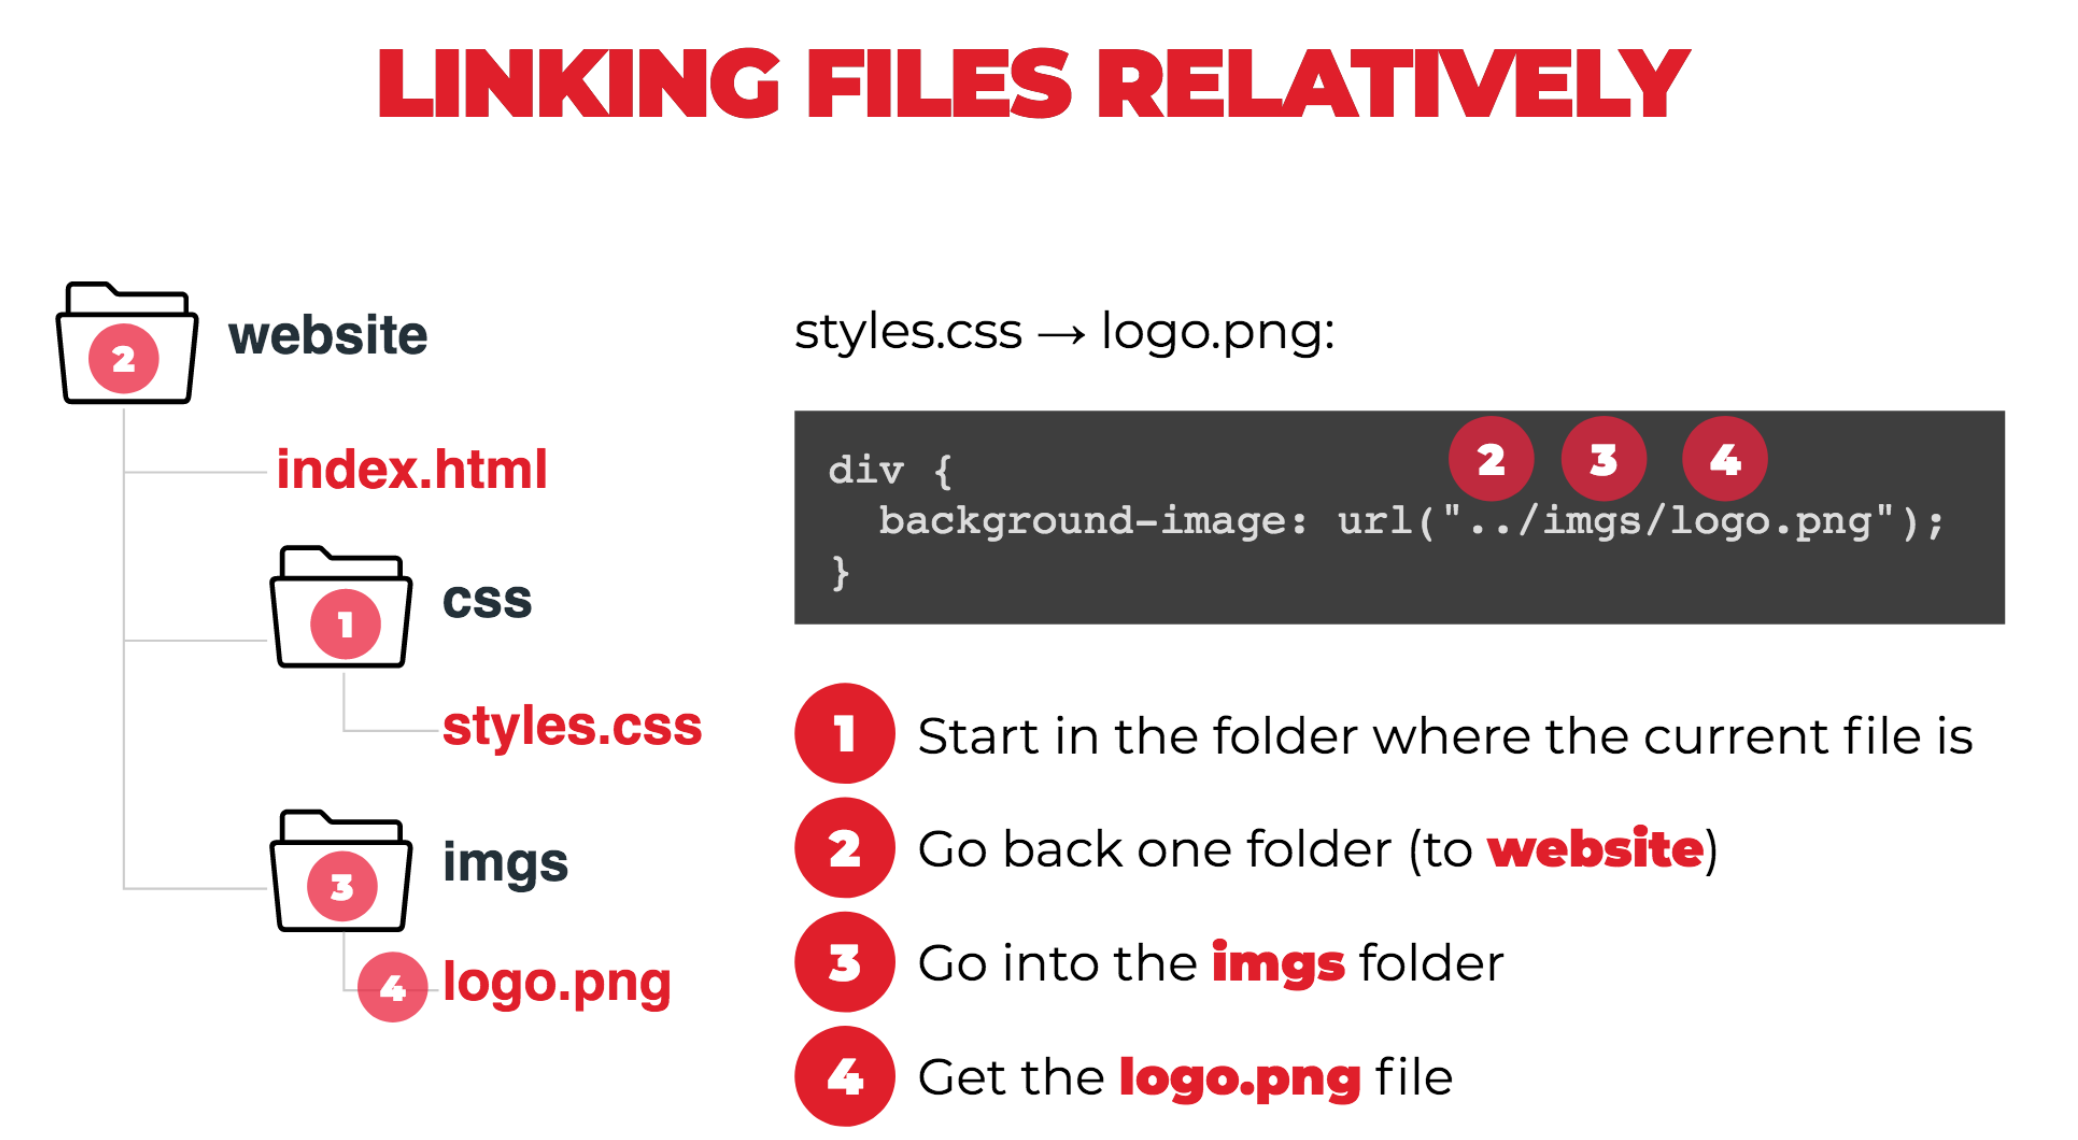 LINKING FILES RELATIVELY
2 website
index.html
1 css
styles.css
3 imgs
4 logo.png
styles.css → logo.png:
2 3 4
div {
  background-image: url("../imgs/logo.png");
}
1 Start in the folder where the current file is
2 Go back one folder (to website)
3 Go into the imgs folder
4 Get the logo.png file